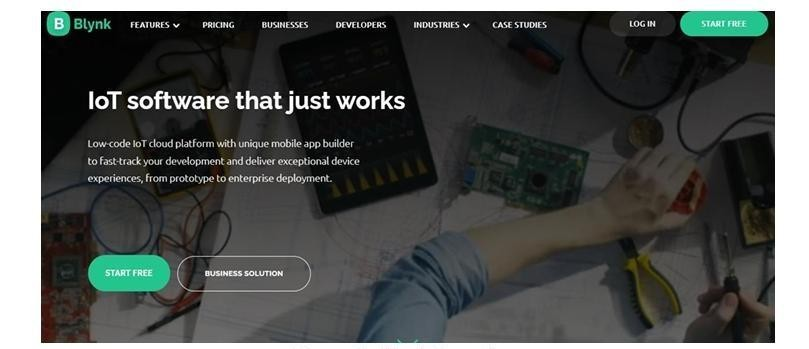 B Blynk FEATURES PRICING BUSINESSES DEVELOPERS INDUSTRIES CASE STUDIES LOG IN START FREE
IoT software that just works
Low-code IoT cloud platform with unique mobile app builder
to fast-track your development and deliver exceptional device
experiences, from prototype to enterprise deployment.
START FREE BUSINESS SOLUTION